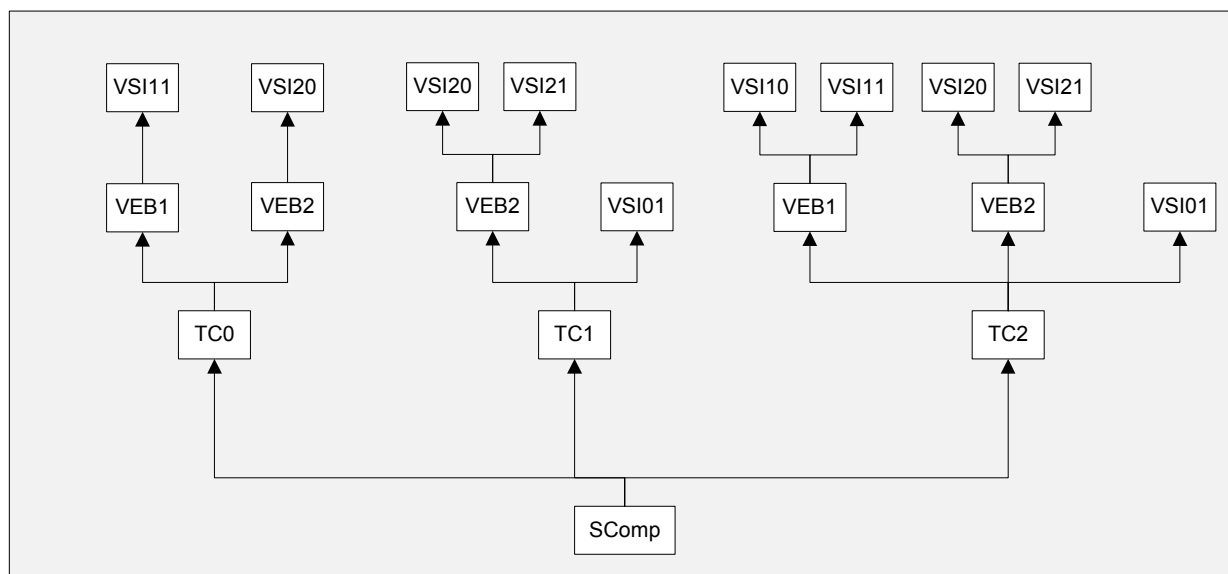 VSI11 VSI20 VSI20 VSI21 VSI10 VSI11 VSI20 VSI21
VEB1 VEB2 VEB2 VSI01 VEB1 VEB2 VSI01
TC0 TC1 TC2
SComp